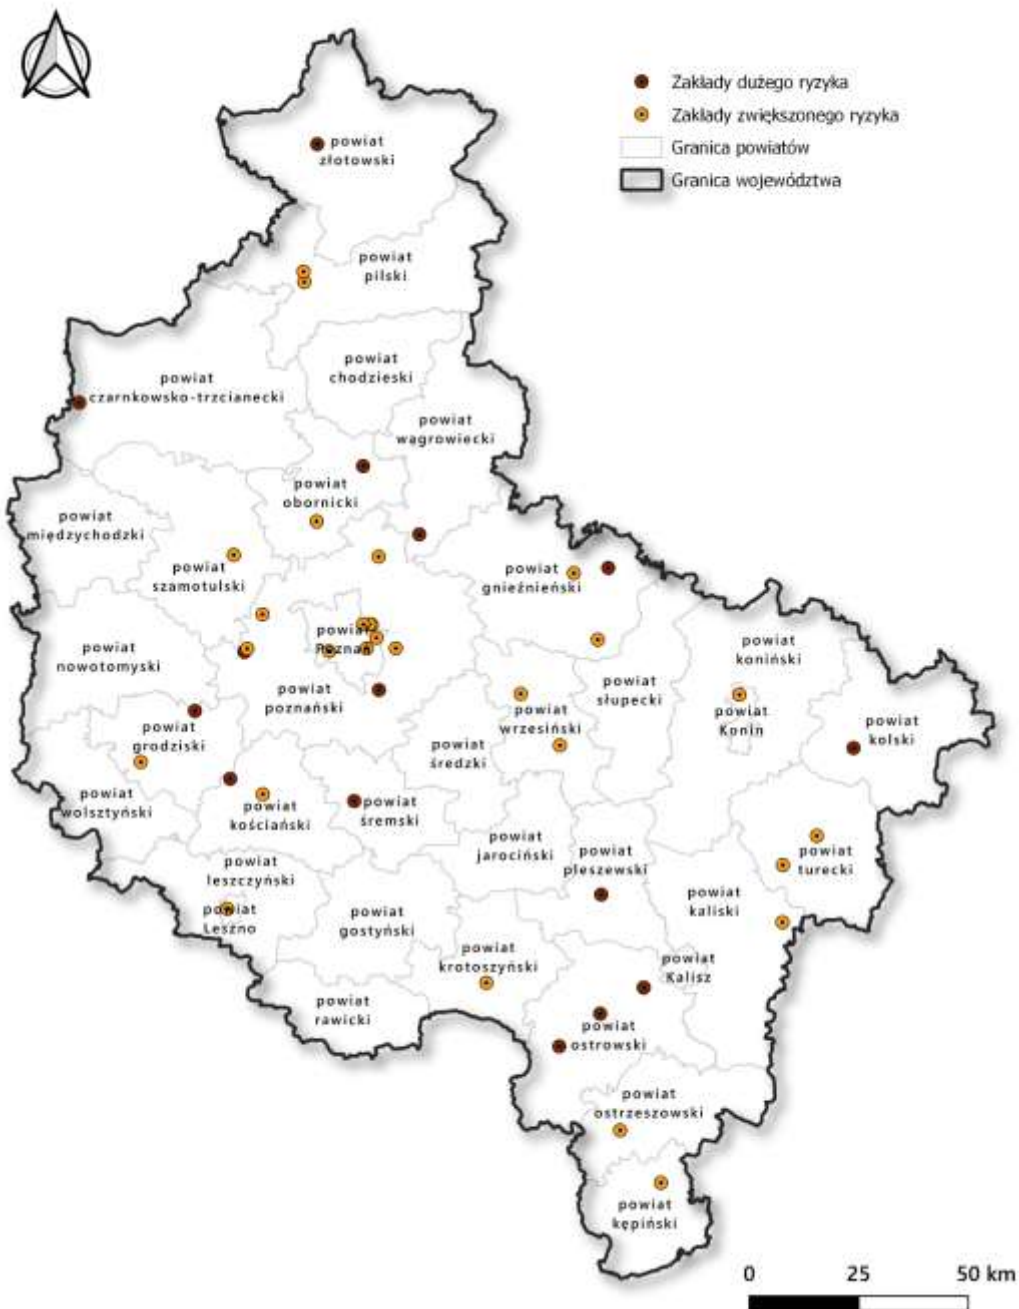 Zakłady dużego ryzyka
Zakłady zwiększonego ryzyka
Granica powiatów
Granica województwa
powiat
złotowski
powiat
pilski
powiat
chodzieski
powiat
czarnkowsko-trzcianecki
powiat
wągrowiecki
powiat
obornicki
powiat
międzychodzki
powiat
szamotulski
powiat
gnieźnieński
powiat
Poznań
powiat
nowotomyski
powiat
koniński
powiat
poznański
powiat
słupecki
powiat
wrzesiński
powiat
Konin
powiat
kolski
powiat
grodziski
powiat
średzki
powiat
wolsztyński
powiat
kościański
powiat
śremski
powiat
jarociński
powiat
pleszewski
powiat
turecki
powiat
leszczyński
powiat
kaliski
powiat
Leszno
powiat
gostyński
powiat
krotoszyński
powiat
Kalisz
powiat
rawicki
powiat
ostrowski
powiat
ostrzeszowski
powiat
kępiński
0 25 50 km